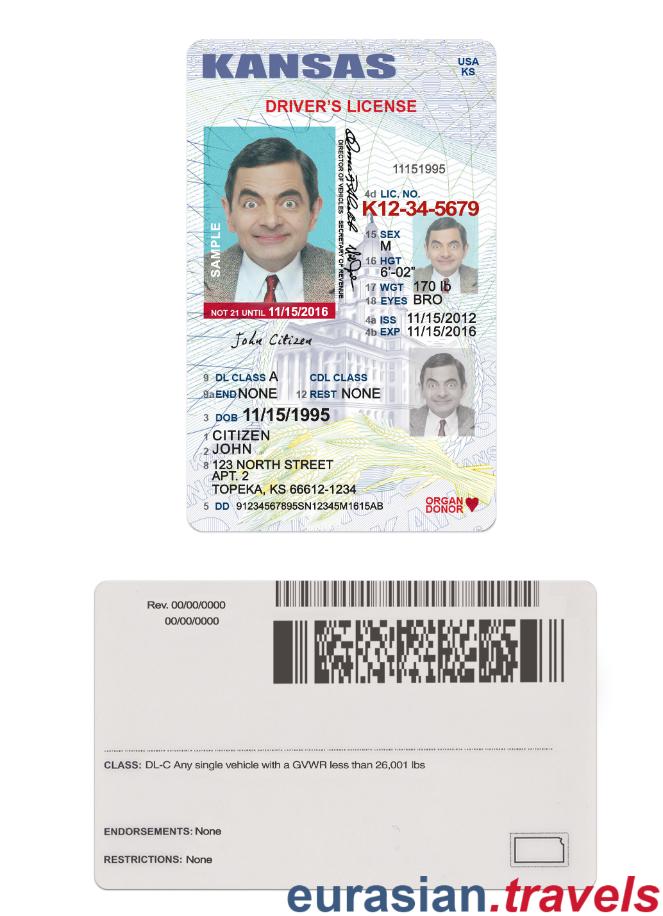 KANSAS
USA
KS
DRIVER'S LICENSE
11151995
4d LIC. NO.
K12-34-5679
15 SEX
M
16 HGT
6'-02"
17 WGT 170 lb
18 EYES BRO
4a ISS 11/15/2012
4b EXP 11/15/2016
SAMPLE
DIRECTOR OF VEHICLES SECRETARY OF REVENUE
NOT 21 UNTIL 11/15/2016
John Citizen
9 DL CLASS A CDL CLASS
9a END NONE 12 REST NONE
3 DOB 11/15/1995
1 CITIZEN
2 JOHN
8 123 NORTH STREET
APT. 2
TOPEKA, KS 66612-1234
5 DD 91234567895SN12345M1615AB
ORGAN
DONOR
Rev. 00/00/0000
00/00/0000
CLASS: DL-C Any single vehicle with a GVWR less than 26,001 lbs
ENDORSEMENTS: None
RESTRICTIONS: None
eurasian.travels